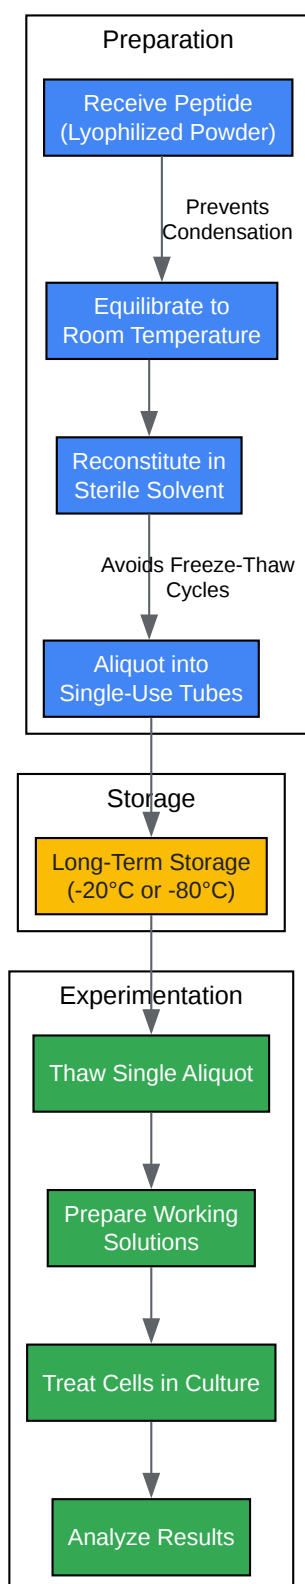 Preparation
Receive Peptide
(Lyophilized Powder)
Prevents
Condensation
Equilibrate to
Room Temperature
Reconstitute in
Sterile Solvent
Avoids Freeze-Thaw
Cycles
Aliquot into
Single-Use Tubes
Storage
Long-Term Storage
(-20°C or -80°C)
Experimentation
Thaw Single Aliquot
Prepare Working
Solutions
Treat Cells in Culture
Analyze Results